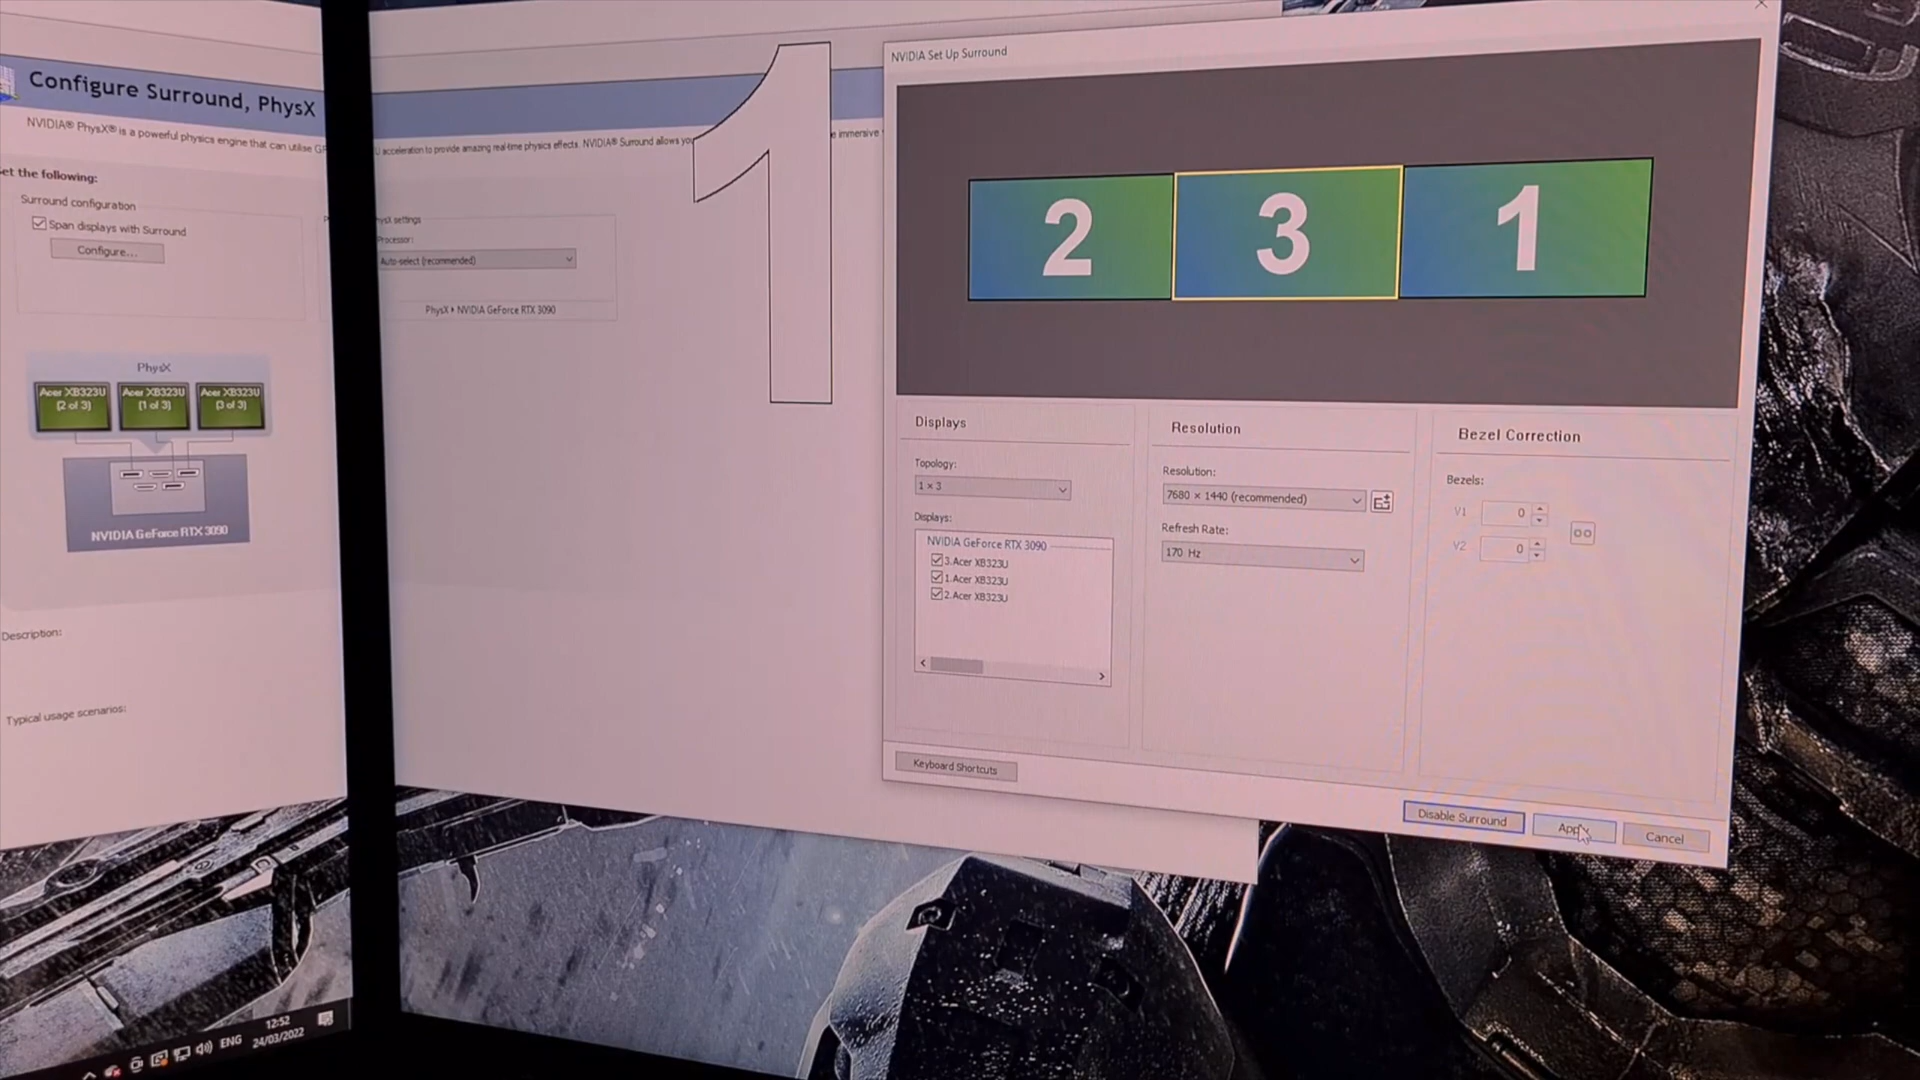 Configure Surround, PhysX
NVIDIA® PhysX® is a powerful physics engine that can utilise
acceleration to provide amazing real-time physics effects. NVIDIA® Surround allows you
e immersive
et the following:
Surround configuration
Span displays with Surround
Configure...
hysX settings
Processor:
Auto-select (recommended)
PhysX ▸ NVIDIA GeForce RTX 3090
PhysX
Acer XB323U
(2 of 3)
Acer XB323U
(1 of 3)
Acer XB323U
(3 of 3)
NVIDIA GeForce RTX 3090
Description:
Typical usage scenarios:
12:52
ENG
24/03/2022
1
NVIDIA Set Up Surround
2
3
1
Displays
Topology:
1 × 3
Displays:
NVIDIA GeForce RTX 3090
3.Acer XB323U
1.Acer XB323U
2.Acer XB323U
Resolution
Resolution:
7680 × 1440 (recommended)
Refresh Rate:
170 Hz
Bezel Correction
Bezels:
V1
0
V2
0
Keyboard Shortcuts
Disable Surround
Apply
Cancel